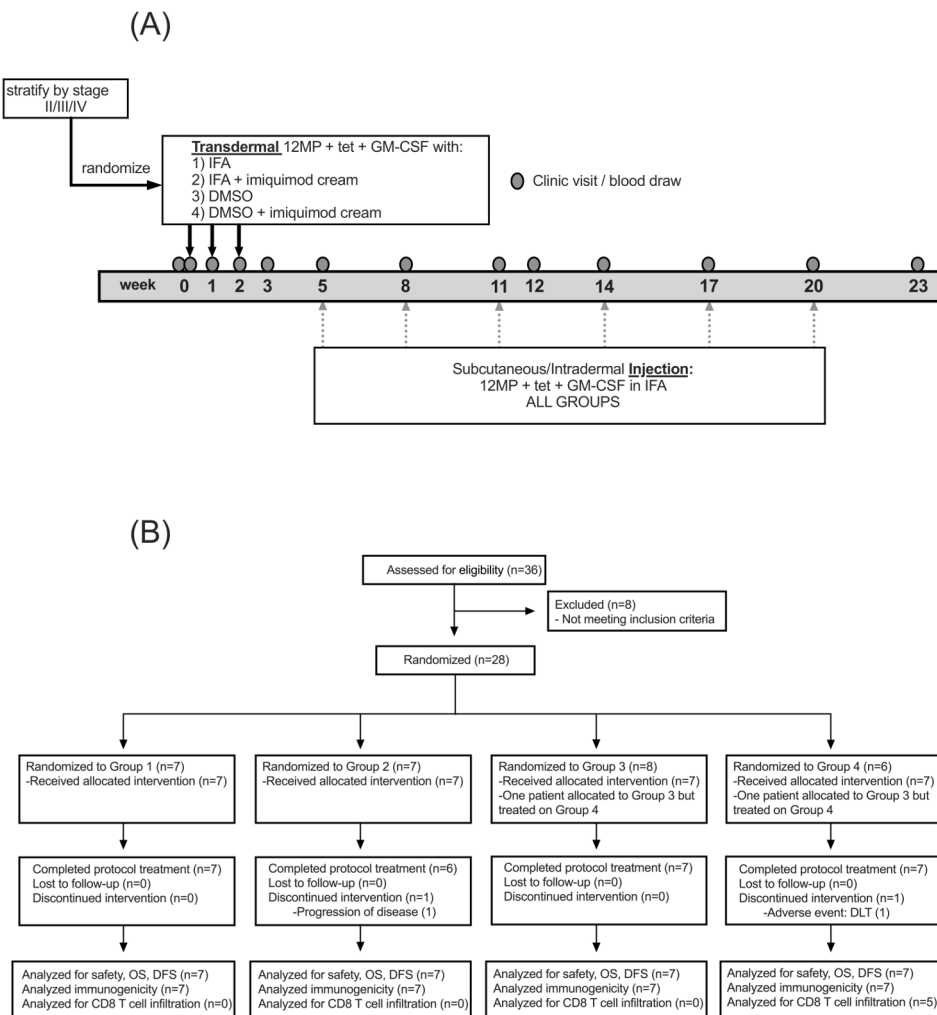 (A)
stratify by stage
II/III/IV
randomize
Transdermal 12MP + tet + GM-CSF with:
1) IFA
2) IFA + imiquimod cream
3) DMSO
4) DMSO + imiquimod cream
Clinic visit / blood draw
week 0 1 2 3 5 8 11 12 14 17 20 23
Subcutaneous/Intradermal Injection:
12MP + tet + GM-CSF in IFA
ALL GROUPS
(B)
Assessed for eligibility (n=36)
Excluded (n=8)
- Not meeting inclusion criteria
Randomized (n=28)
Randomized to Group 1 (n=7)
-Received allocated intervention (n=7)
Randomized to Group 2 (n=7)
-Received allocated intervention (n=7)
Randomized to Group 3 (n=8)
-Received allocated intervention (n=7)
-One patient allocated to Group 3 but
treated on Group 4
Randomized to Group 4 (n=6)
-Received allocated intervention (n=7)
-One patient allocated to Group 3 but
treated on Group 4
Completed protocol treatment (n=7)
Lost to follow-up (n=0)
Discontinued intervention (n=0)
Completed protocol treatment (n=6)
Lost to follow-up (n=0)
Discontinued intervention (n=1)
-Progression of disease (1)
Completed protocol treatment (n=7)
Lost to follow-up (n=0)
Discontinued intervention (n=0)
Completed protocol treatment (n=7)
Lost to follow-up (n=0)
Discontinued intervention (n=1)
-Adverse event: DLT (1)
Analyzed for safety, OS, DFS (n=7)
Analyzed immunogenicity (n=7)
Analyzed for CD8 T cell infiltration (n=0)
Analyzed for safety, OS, DFS (n=7)
Analyzed immunogenicity (n=7)
Analyzed for CD8 T cell infiltration (n=0)
Analyzed for safety, OS, DFS (n=7)
Analyzed immunogenicity (n=7)
Analyzed for CD8 T cell infiltration (n=0)
Analyzed for safety, OS, DFS (n=7)
Analyzed immunogenicity (n=7)
Analyzed for CD8 T cell infiltration (n=5)